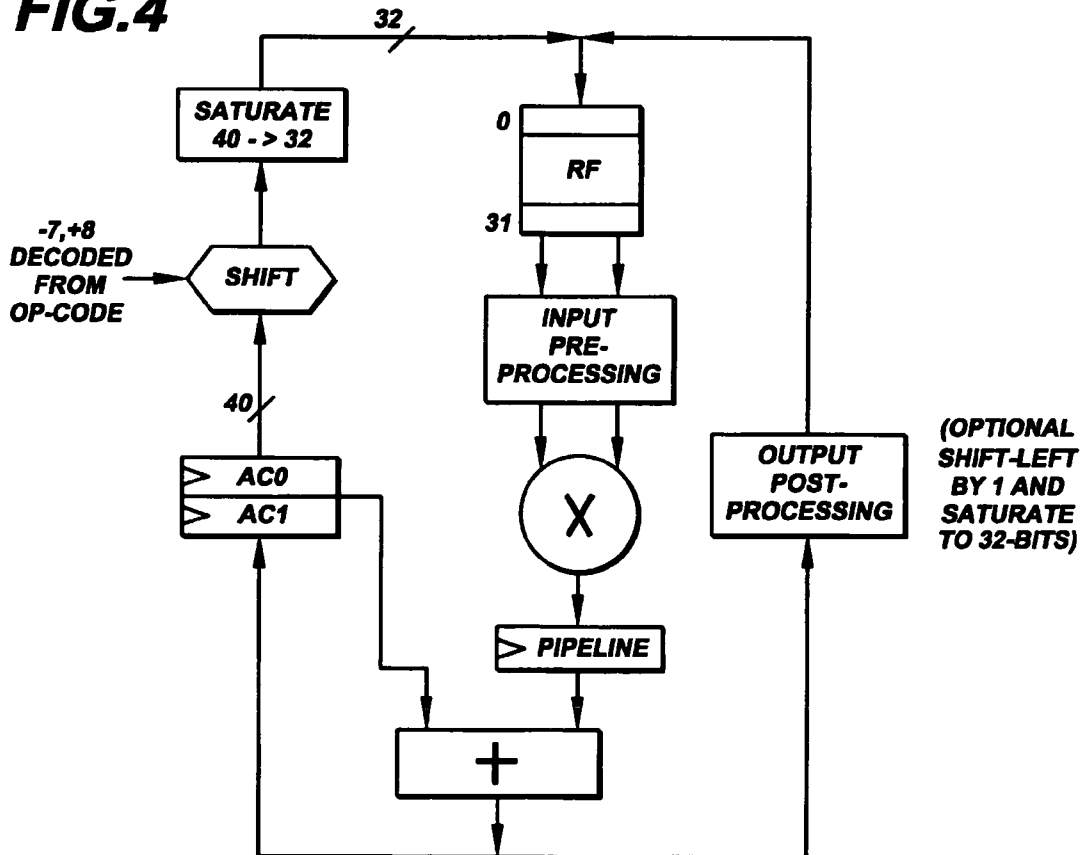 FIG.4
32
SATURATE
40 - > 32
0
RF
31
-7,+8
DECODED
FROM
OP-CODE
SHIFT
INPUT
PRE-
PROCESSING
40
AC0
AC1
X
OUTPUT
POST-
PROCESSING
(OPTIONAL
SHIFT-LEFT
BY 1 AND
SATURATE
TO 32-BITS)
PIPELINE
+